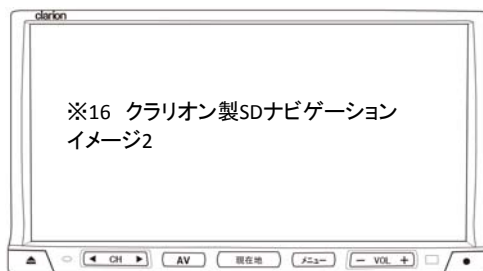 clarion
※16 クラリオン製SDナビゲーション
イメージ2
◀ CH ▶ AV 現在地 メニュー − VOL +